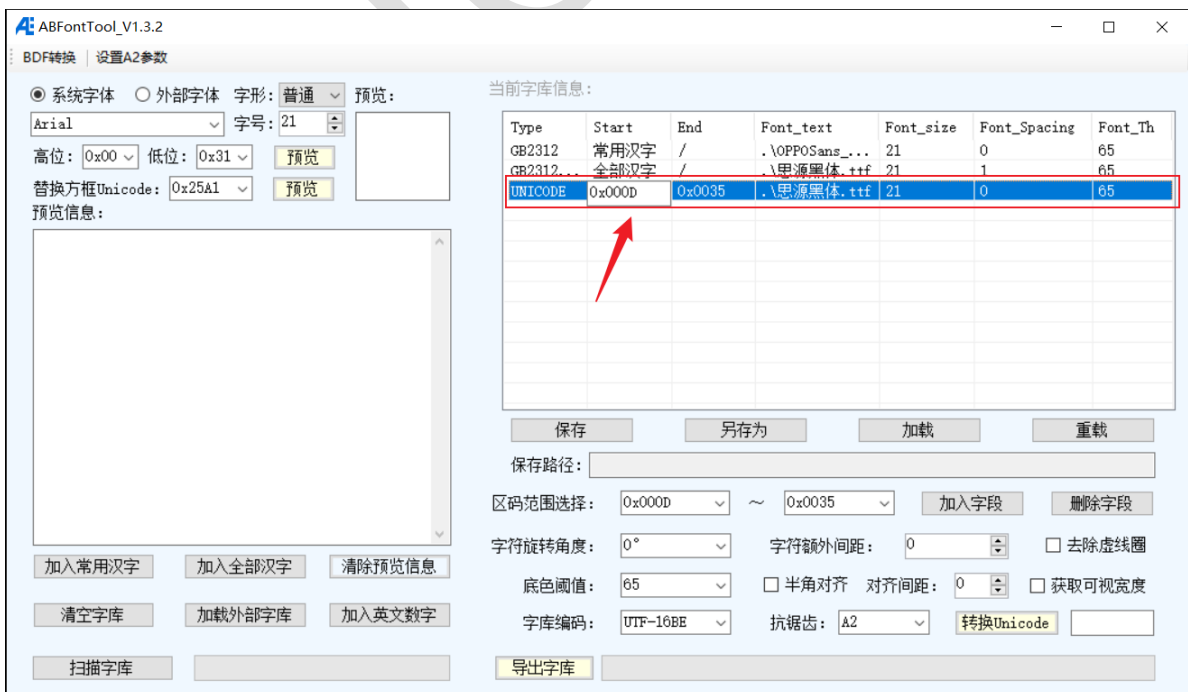 ABFontTool_V1.3.2
BDF转换 设置A2参数
系统字体 外部字体 字形: 普通 预览:
Arial 字号: 21
高位: 0x00 低位: 0x31 预览
替换方框Unicode: 0x25A1 预览
预览信息:
加入常用汉字 加入全部汉字 清除预览信息
清空字库 加载外部字库 加入英文数字
扫描字库
当前字库信息:
Type Start End Font_text Font_size Font_Spacing Font_Th
GB2312 常用汉字 / .\OPPOSans_... 21 0 65
GB2312... 全部汉字 / .\思源黑体.ttf 21 1 65
UNICODE 0x000D 0x0035 .\思源黑体.ttf 21 0 65
保存 另存为 加载 重载
保存路径:
区码范围选择: 0x000D ～ 0x0035 加入字段 删除字段
字符旋转角度: 0° 字符额外间距: 0 去除虚线圈
底色阈值: 65 半角对齐 对齐间距: 0 获取可视宽度
字库编码: UTF-16BE 抗锯齿: A2 转换Unicode
导出字库